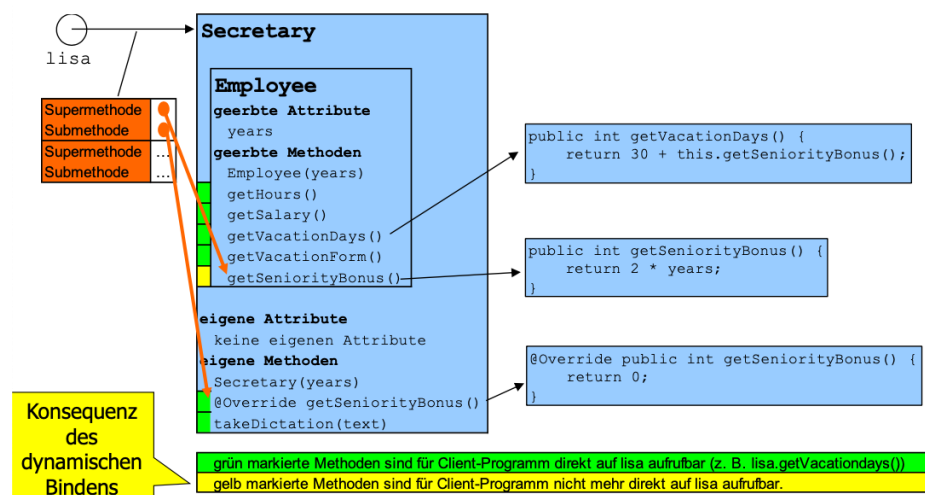 Secretary
lisa
Employee
geerbte Attribute
years
geerbte Methoden
Employee(years)
getHours()
getSalary()
getVacationDays()
getVacationForm()
getSeniorityBonus()
Supermethode
Submethode
Supermethode ...
Submethode ...
eigene Attribute
keine eigenen Attribute
eigene Methoden
Secretary(years)
@Override getSeniorityBonus()
takeDictation(text)
public int getVacationDays() {
return 30 + this.getSeniorityBonus();
}
public int getSeniorityBonus() {
return 2 * years;
}
@Override public int getSeniorityBonus() {
return 0;
}
Konsequenz
des
dynamischen
Bindens
grün markierte Methoden sind für Client-Programm direkt auf lisa aufrufbar (z. B. lisa.getVacationdays())
gelb markierte Methoden sind für Client-Programm nicht mehr direkt auf lisa aufrufbar.